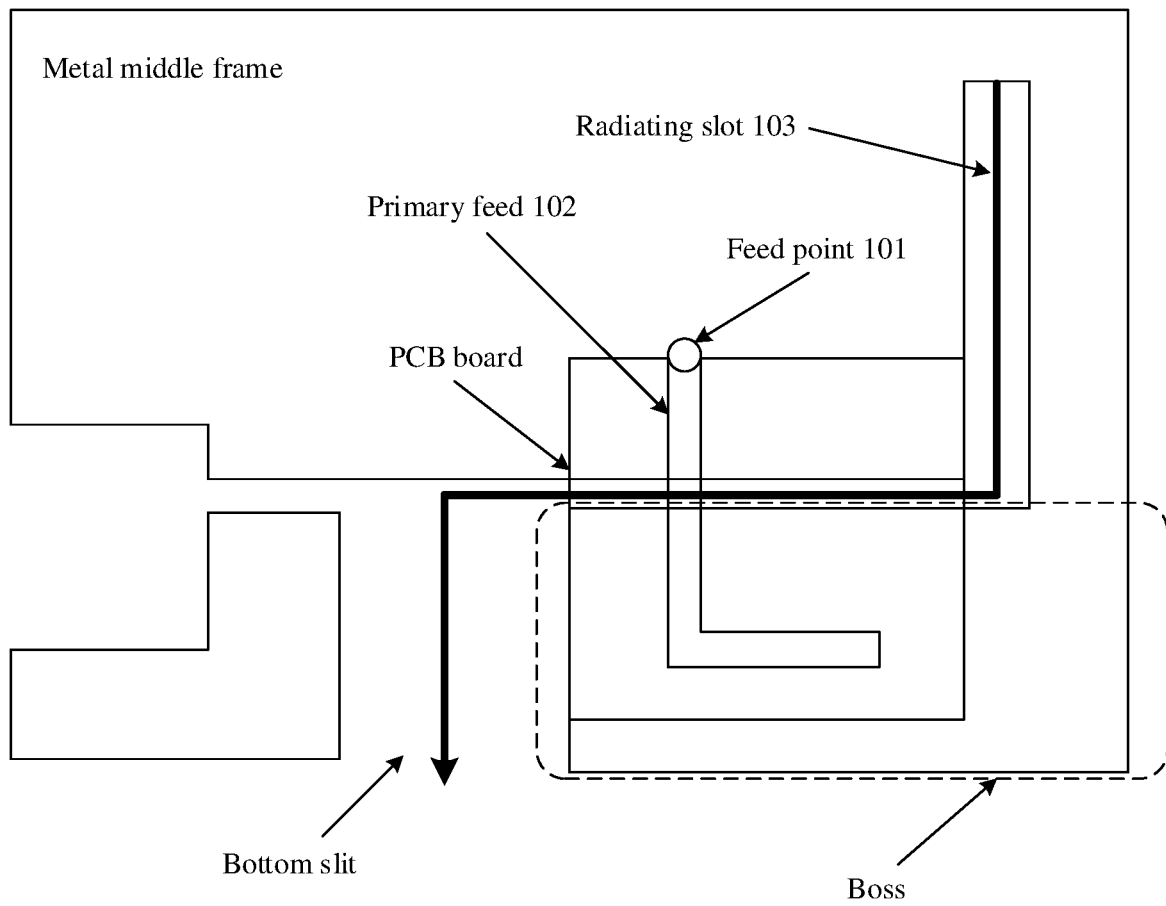 Metal middle frame
Radiating slot 103
Primary feed 102
Feed point 101
PCB board
Bottom slit
Boss